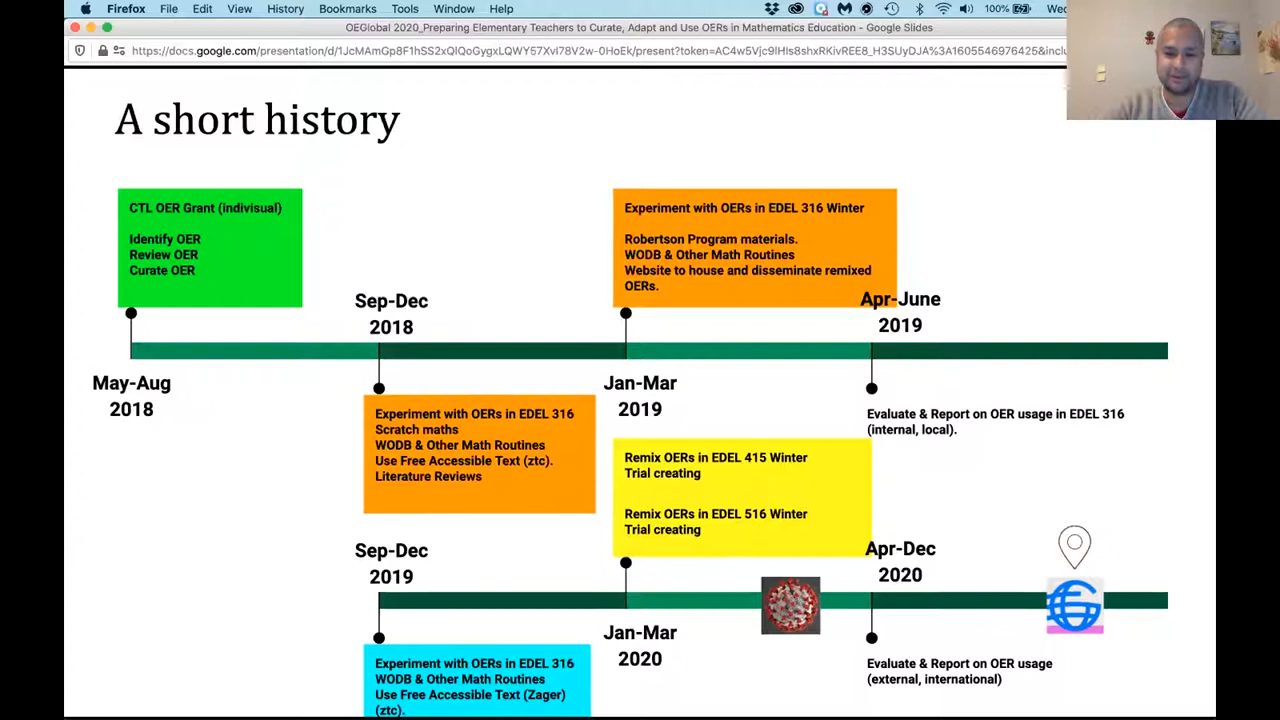 Firefox File Edit View History Bookmarks Tools Window Help 100% Wed
OEGlobal 2020_Preparing Elementary Teachers to Curate, Adapt and Use OERs in Mathematics Education - Google Slides
A short history
CTL OER Grant (indivisual)
Identify OER
Review OER
Curate OER
Experiment with OERs in EDEL 316 Winter
Robertson Program materials.
WODB & Other Math Routines
Website to house and disseminate remixed
OERs.
Sep-Dec
2018
Apr-June
2019
May-Aug
2018
Jan-Mar
2019
Experiment with OERs in EDEL 316
Scratch maths
WODB & Other Math Routines
Use Free Accessible Text (ztc).
Literature Reviews
Evaluate & Report on OER usage in EDEL 316
(internal, local).
Remix OERs in EDEL 415 Winter
Trial creating
Remix OERs in EDEL 516 Winter
Trial creating
Sep-Dec
2019
Apr-Dec
2020
Jan-Mar
2020
Experiment with OERs in EDEL 316
WODB & Other Math Routines
Use Free Accessible Text (Zager)
(ztc).
Evaluate & Report on OER usage
(external, international)